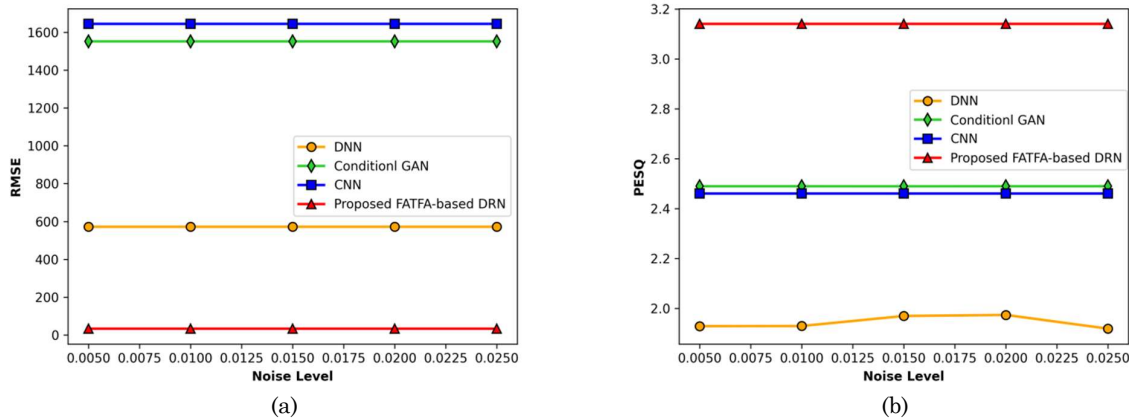 1600
1400
1200
1000
800
600
400
200
0
RMSE
DNN
Conditionl GAN
CNN
Proposed FATFA-based DRN
0.0050 0.0075 0.0100 0.0125 0.0150 0.0175 0.0200 0.0225 0.0250
Noise Level
(a)
3.2
3.0
2.8
2.6
2.4
2.2
2.0
PESQ
DNN
Conditionl GAN
CNN
Proposed FATFA-based DRN
0.0050 0.0075 0.0100 0.0125 0.0150 0.0175 0.0200 0.0225 0.0250
Noise Level
(b)